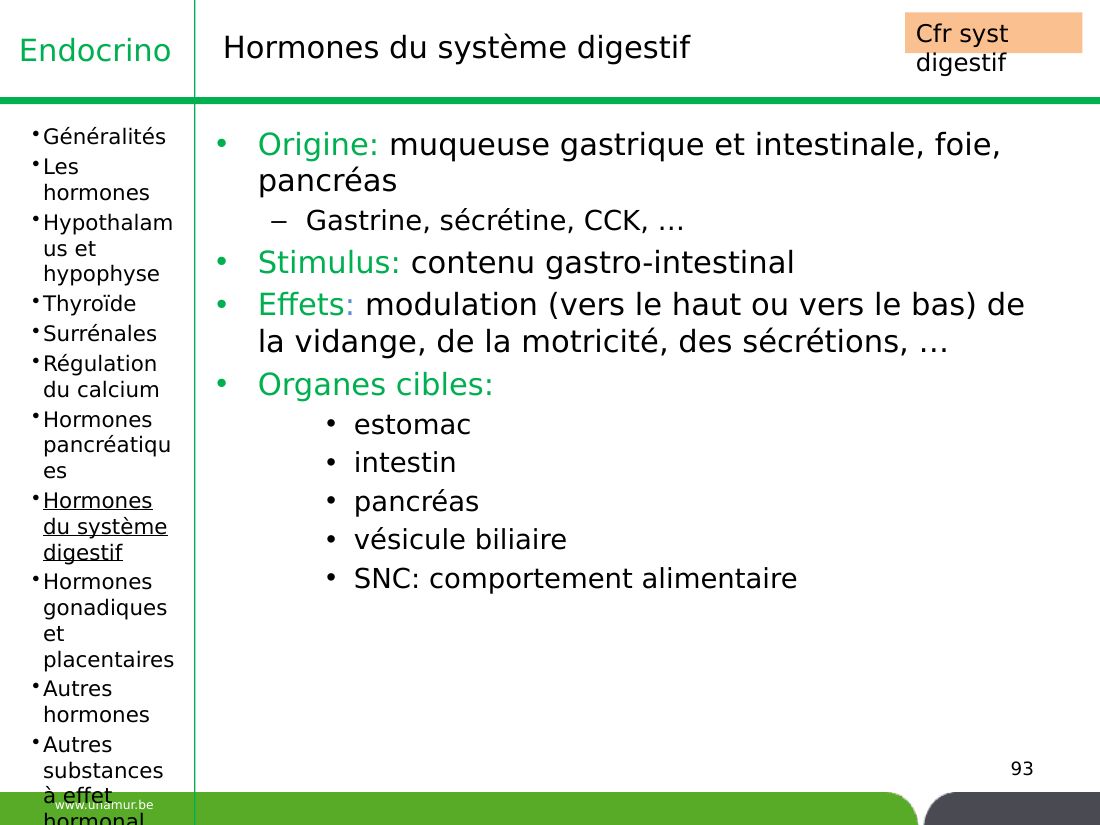 Endocrino
Hormones du système digestif
Cfr syst
digestif
•Généralités
•Les
hormones
•Hypothalam
us et
hypophyse
•Thyroïde
•Surrénales
•Régulation
du calcium
•Hormones
pancréatiqu
es
•Hormones
du système
digestif
•Hormones
gonadiques
et
placentaires
•Autres
hormones
•Autres
substances
à effet
hormonal
• Origine: muqueuse gastrique et intestinale, foie,
pancréas
– Gastrine, sécrétine, CCK, …
• Stimulus: contenu gastro-intestinal
• Effets: modulation (vers le haut ou vers le bas) de
la vidange, de la motricité, des sécrétions, …
• Organes cibles:
• estomac
• intestin
• pancréas
• vésicule biliaire
• SNC: comportement alimentaire
93
www.unamur.be